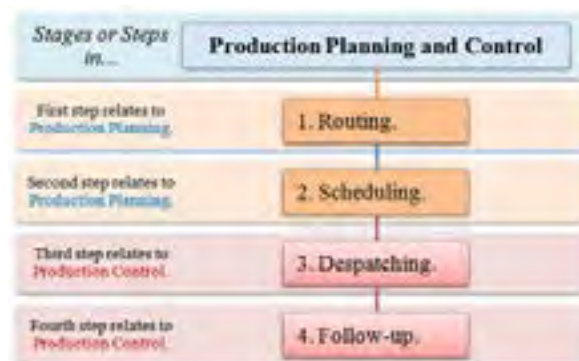 Stages or Steps
in...
Production Planning and Control
First step relates to
Production Planning.
1. Routing.
Second step relates to
Production Planning.
2. Scheduling.
Third step relates to
Production Control.
3. Despatching.
Fourth step relates to
Production Control.
4. Follow-up.